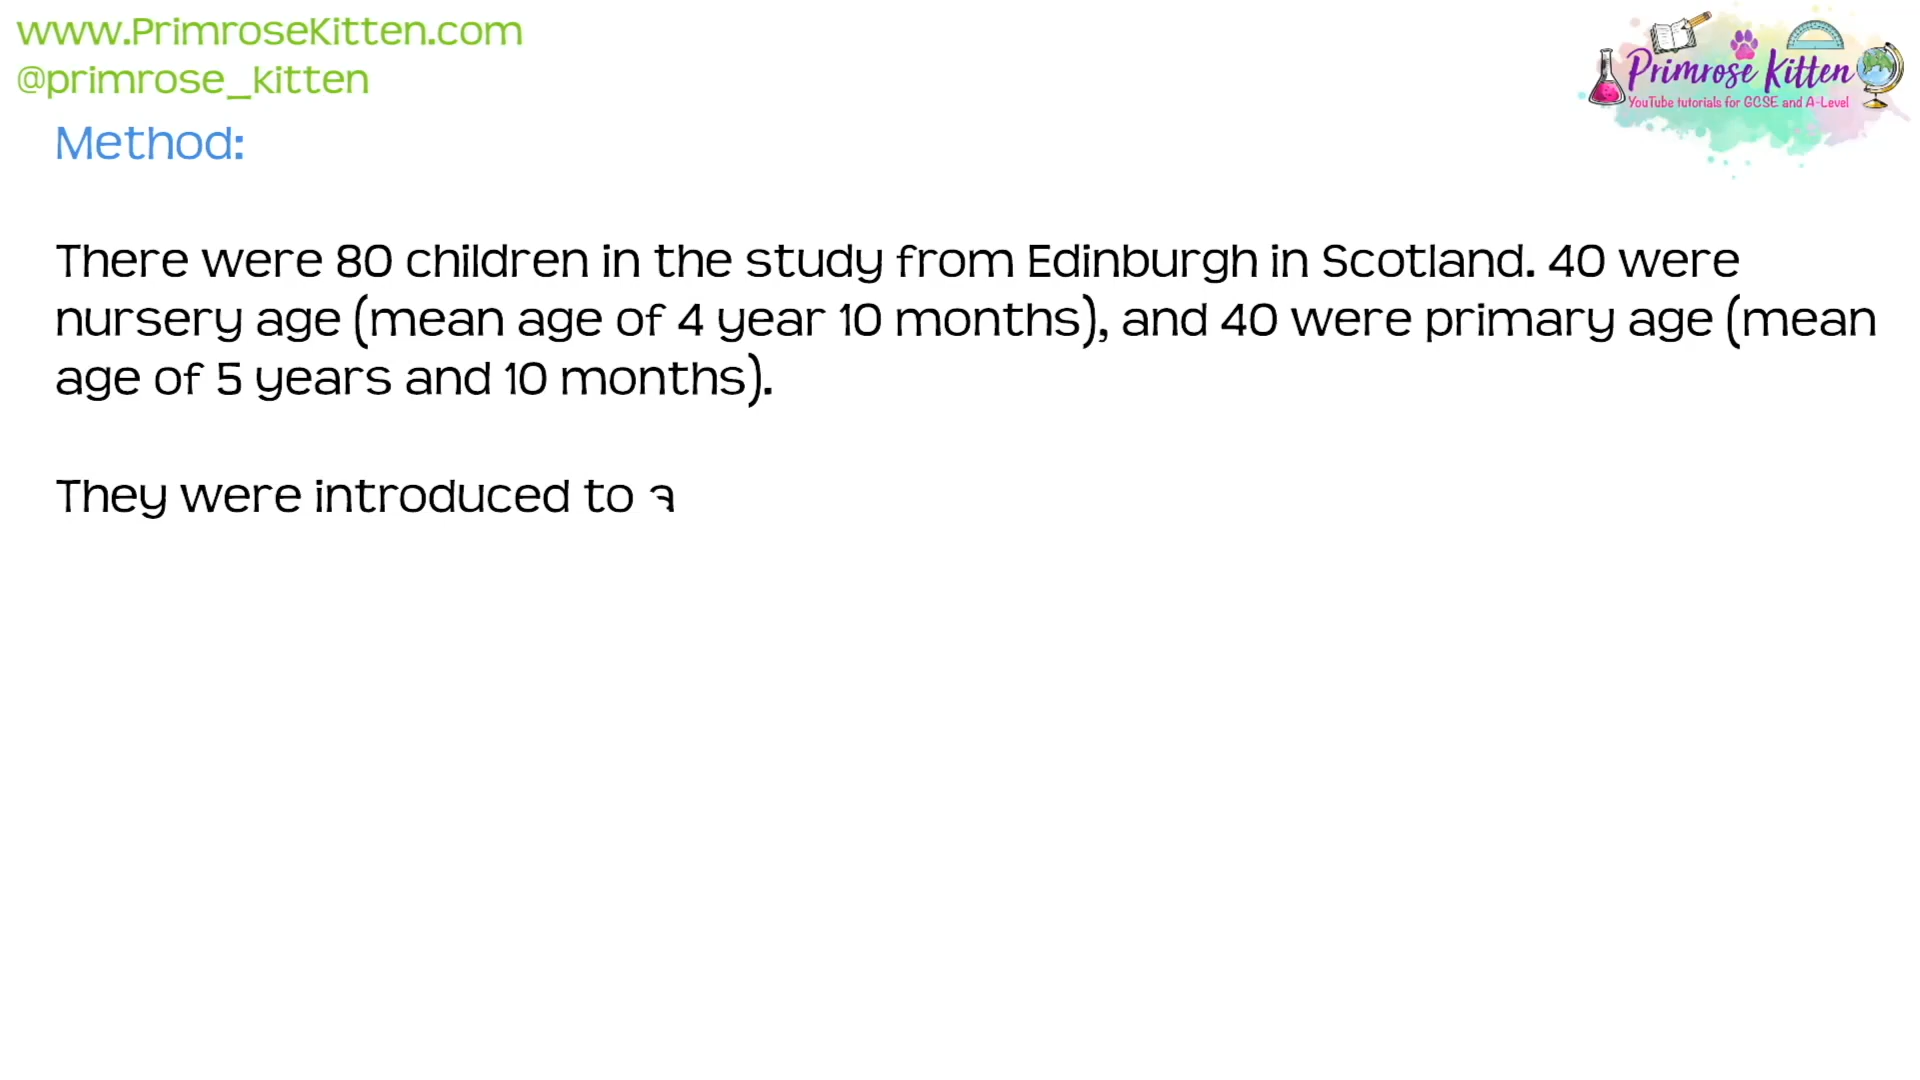 www.PrimroseKitten.com
@primrose_kitten
Primrose Kitten
YouTube tutorials for GCSE and A-Level
Method:
There were 80 children in the study from Edinburgh in Scotland. 40 were
nursery age (mean age of 4 year 10 months), and 40 were primary age (mean
age of 5 years and 10 months).
They were introduced to